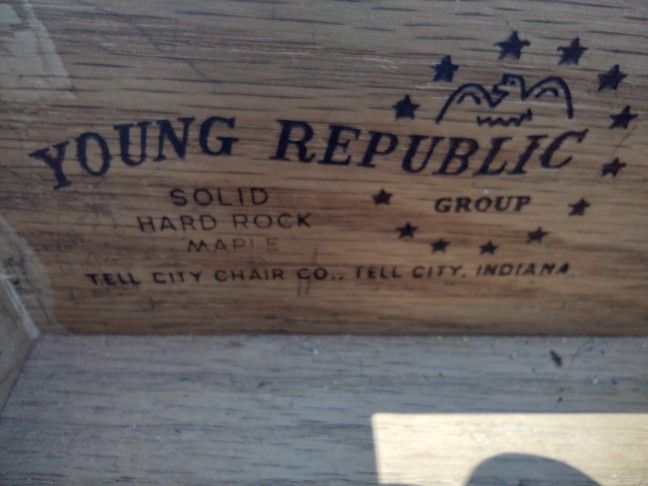 YOUNG REPUBLIC
GROUP
SOLID
HARD ROCK
MAPLE
TELL CITY CHAIR CO., TELL CITY, INDIANA